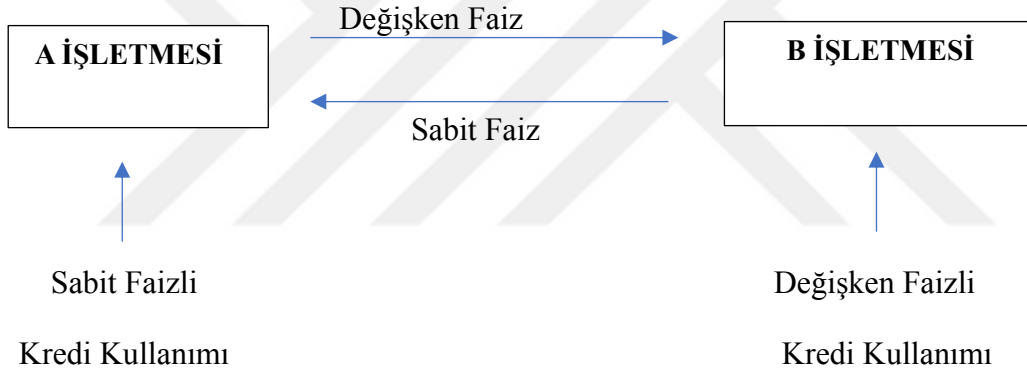 Değişken Faiz
A İŞLETMESİ
B İŞLETMESİ
Sabit Faiz
Sabit Faizli
Kredi Kullanımı
Değişken Faizli
Kredi Kullanımı